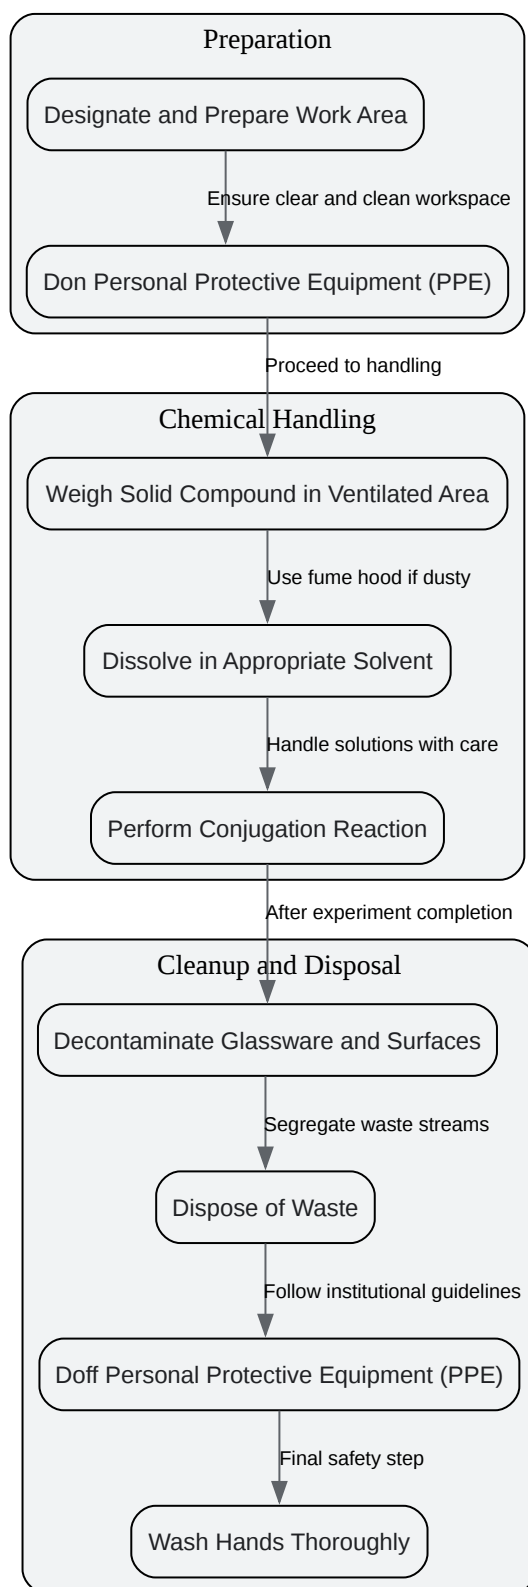 Preparation
Designate and Prepare Work Area
Ensure clear and clean workspace
Don Personal Protective Equipment (PPE)
Proceed to handling
Chemical Handling
Weigh Solid Compound in Ventilated Area
Use fume hood if dusty
Dissolve in Appropriate Solvent
Handle solutions with care
Perform Conjugation Reaction
After experiment completion
Cleanup and Disposal
Decontaminate Glassware and Surfaces
Segregate waste streams
Dispose of Waste
Follow institutional guidelines
Doff Personal Protective Equipment (PPE)
Final safety step
Wash Hands Thoroughly